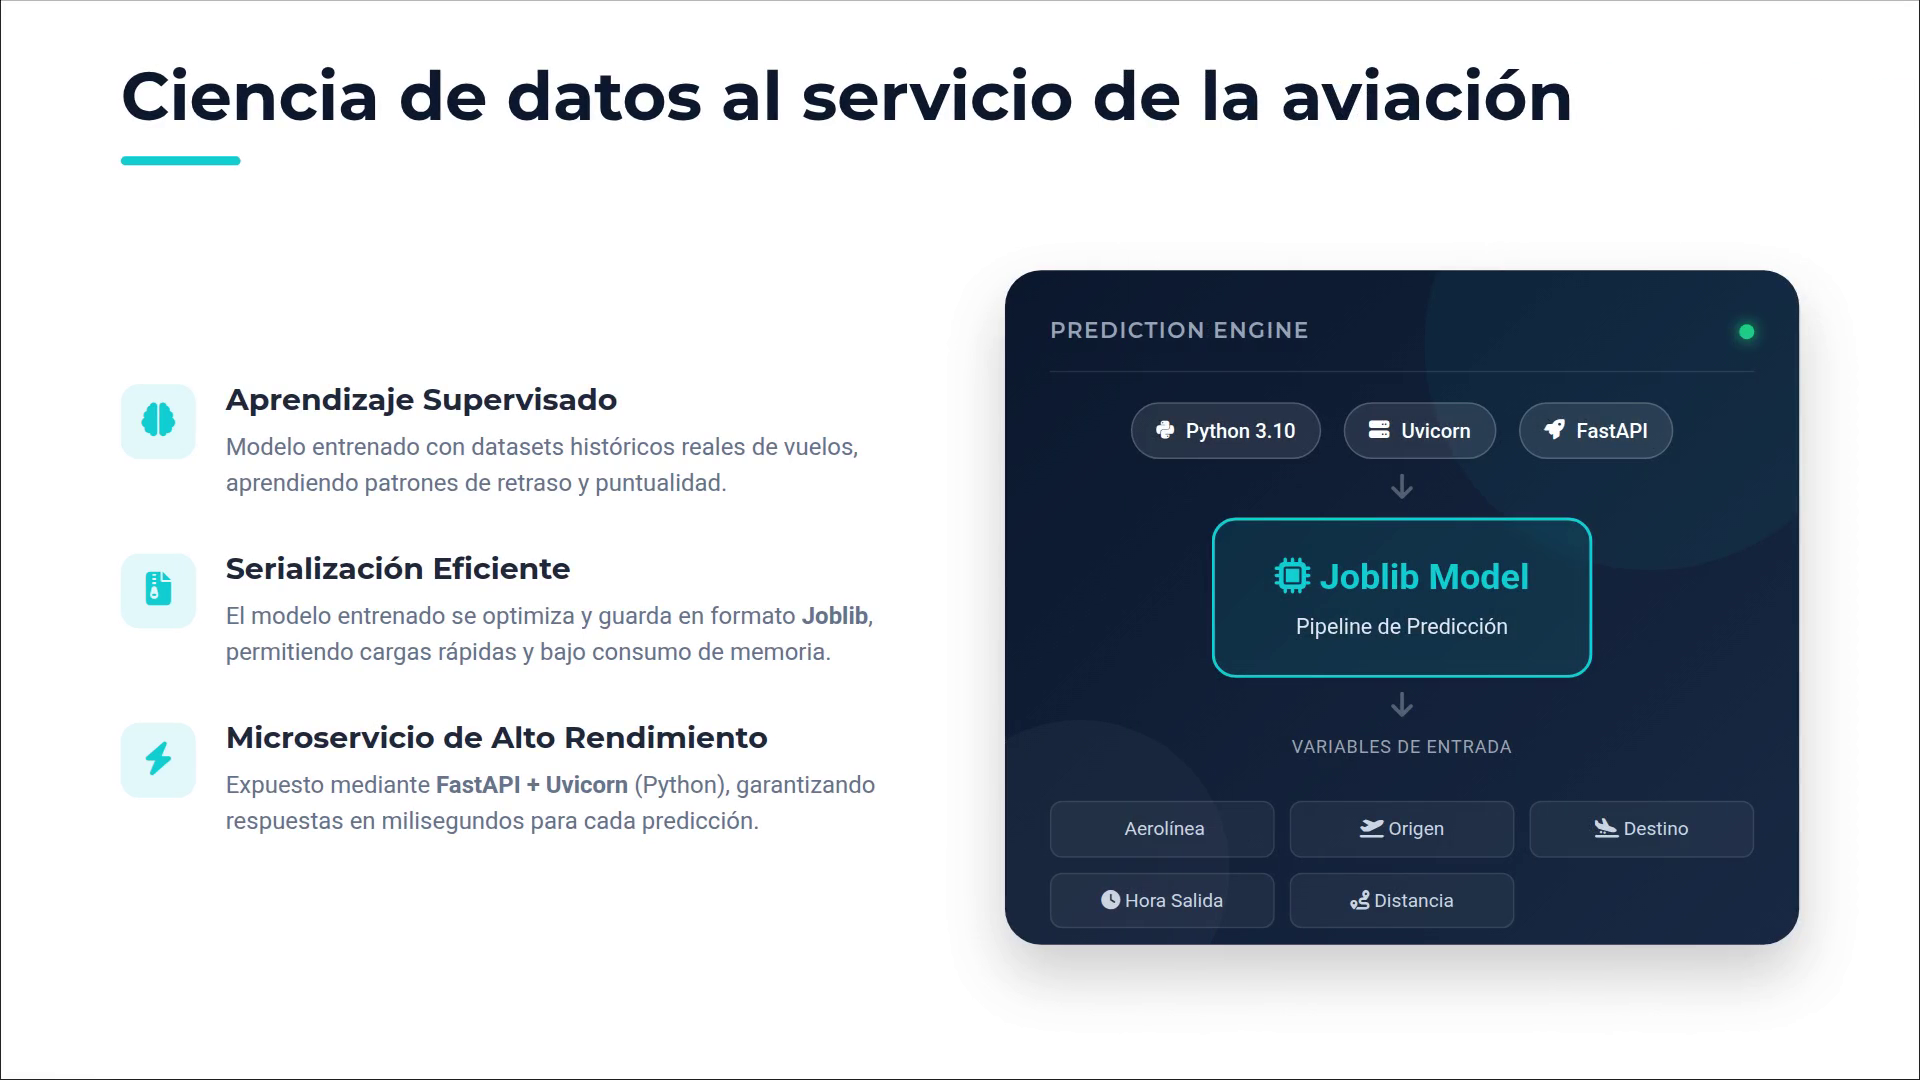 Ciencia de datos al servicio de la aviación
Aprendizaje Supervisado
Modelo entrenado con datasets históricos reales de vuelos,
aprendiendo patrones de retraso y puntualidad.
Serialización Eficiente
El modelo entrenado se optimiza y guarda en formato Joblib,
permitiendo cargas rápidas y bajo consumo de memoria.
Microservicio de Alto Rendimiento
Expuesto mediante FastAPI + Uvicorn (Python), garantizando
respuestas en milisegundos para cada predicción.
PREDICTION ENGINE
Python 3.10 Uvicorn FastAPI
Joblib Model
Pipeline de Predicción
VARIABLES DE ENTRADA
Aerolínea Origen Destino
Hora Salida Distancia